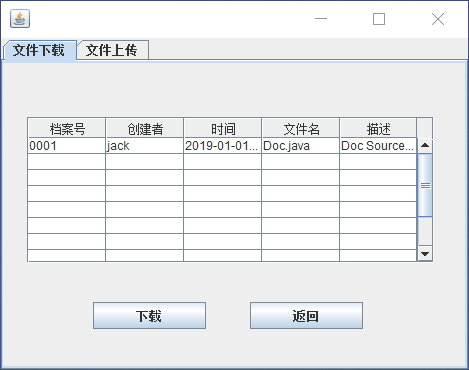 文件下载 文件上传
档案号 创建者 时间 文件名 描述
0001 jack 2019-01-01... Doc.java Doc Source...
下载 返回